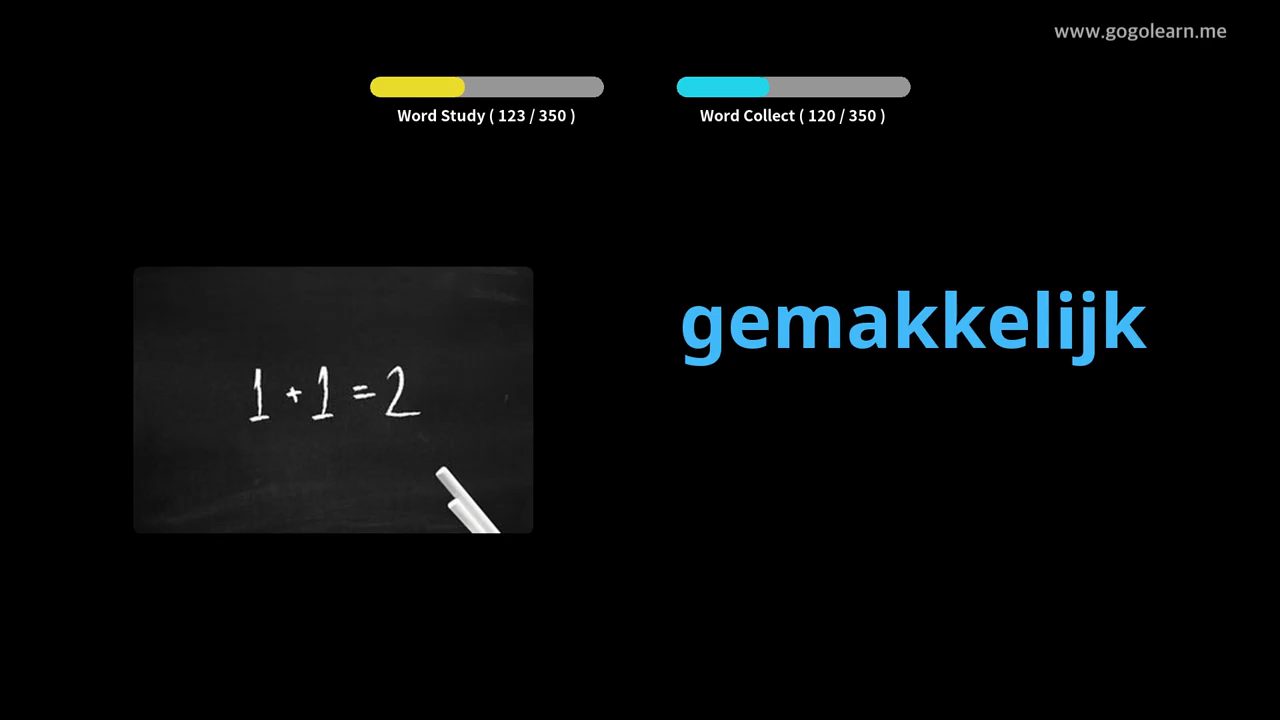 www.gogolearn.me
Word Study ( 123 / 350 )
Word Collect ( 120 / 350 )
gemakkelijk
1 + 1 = 2